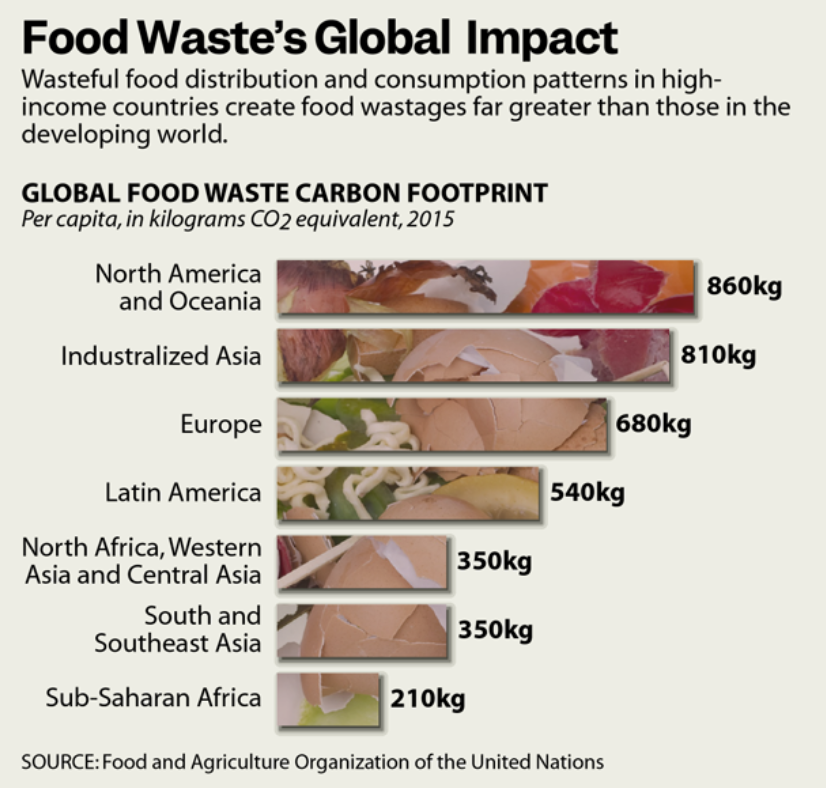 Food Waste's Global Impact
Wasteful food distribution and consumption patterns in high-
income countries create food wastages far greater than those in the
developing world.
GLOBAL FOOD WASTE CARBON FOOTPRINT
Per capita, in kilograms CO2 equivalent, 2015
North America
and Oceania
860kg
Industralized Asia
810kg
Europe
680kg
Latin America
540kg
North Africa, Western
Asia and Central Asia
350kg
South and
Southeast Asia
350kg
Sub-Saharan Africa
210kg
SOURCE: Food and Agriculture Organization of the United Nations